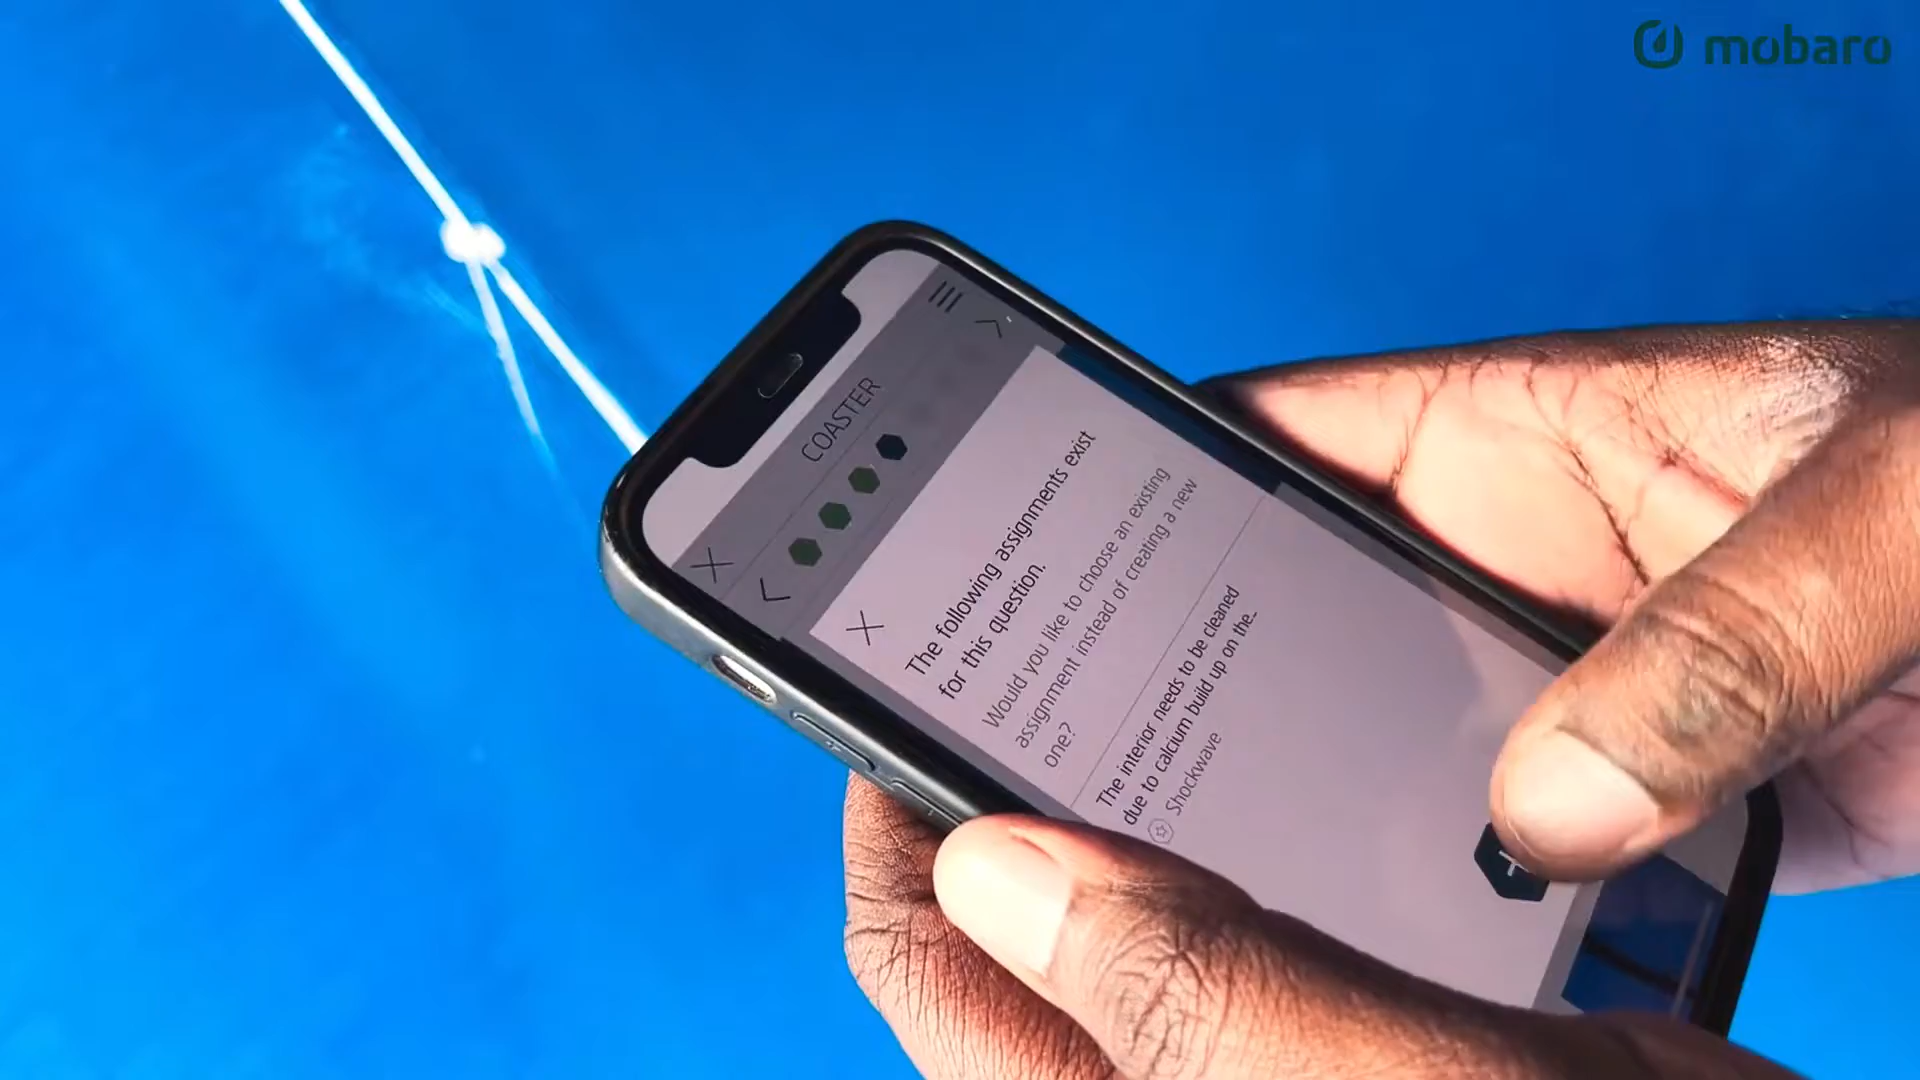 mobaro
COASTER
The following assignments exist
for this question.
Would you like to choose an existing
assignment instead of creating a new
one?
The interior needs to be cleaned
due to calcium build up on the..
Shockwave